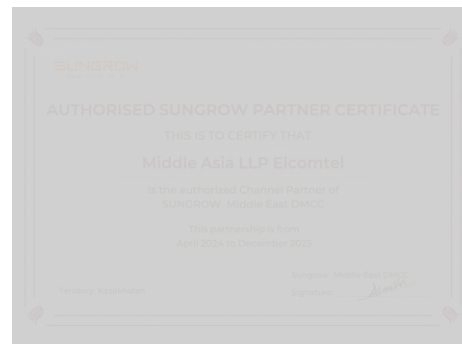 SUNGROW
AUTHORISED SUNGROW PARTNER CERTIFICATE
THIS IS TO CERTIFY THAT
Middle Asia LLP Elcomtel
is the authorized Channel Partner of
SUNGROW Middle East DMCC
This partnership is from
April 2024 to December 2025
Sungrow Middle East DMCC
Territory: Kazakhstan
Signature: